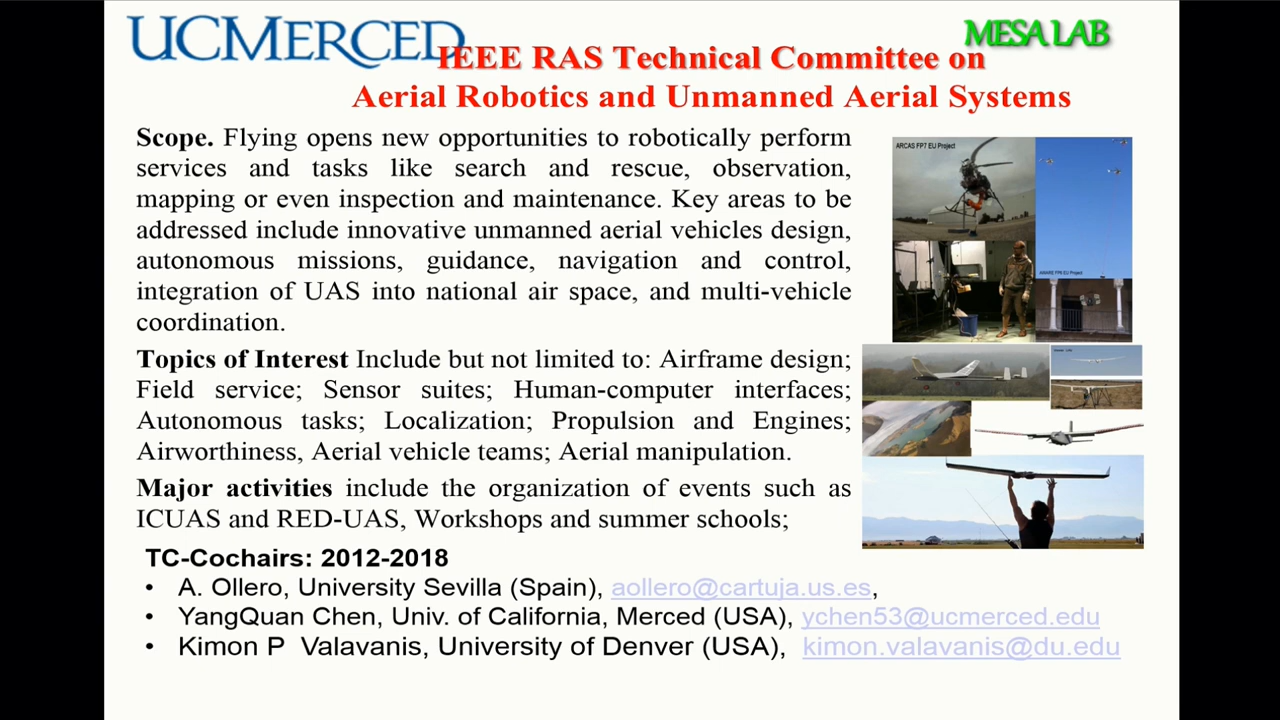 UCMERCED
MESA LAB
IEEE RAS Technical Committee on
Aerial Robotics and Unmanned Aerial Systems
Scope. Flying opens new opportunities to robotically perform
services and tasks like search and rescue, observation,
mapping or even inspection and maintenance. Key areas to be
addressed include innovative unmanned aerial vehicles design,
autonomous missions, guidance, navigation and control,
integration of UAS into national air space, and multi-vehicle
coordination.
Topics of Interest Include but not limited to: Airframe design;
Field service; Sensor suites; Human-computer interfaces;
Autonomous tasks; Localization; Propulsion and Engines;
Airworthiness, Aerial vehicle teams; Aerial manipulation.
Major activities include the organization of events such as
ICUAS and RED-UAS, Workshops and summer schools;
ARCAS FP7 EU Project
AWARE FP6 EU Project
TC-Cochairs: 2012-2018
• A. Ollero, University Sevilla (Spain), aollero@cartuja.us.es,
• YangQuan Chen, Univ. of California, Merced (USA), ychen53@ucmerced.edu
• Kimon P Valavanis, University of Denver (USA), kimon.valavanis@du.edu